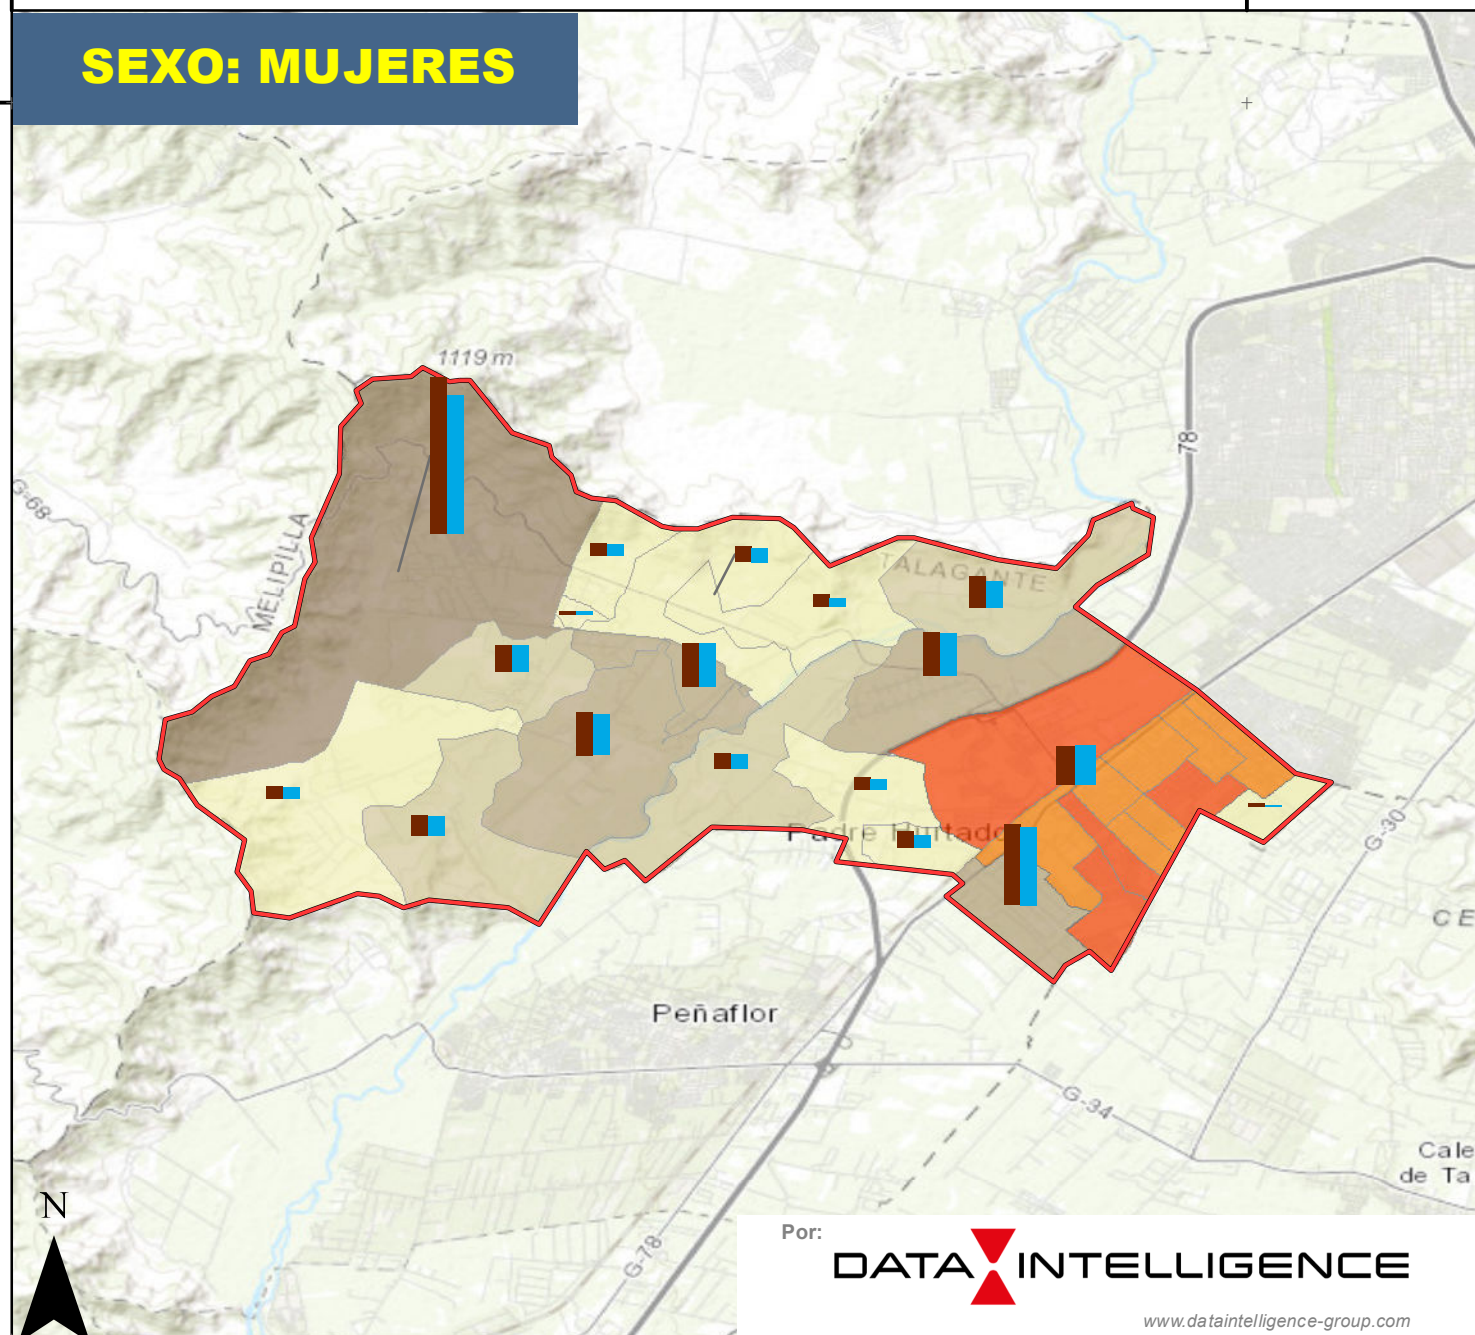 SEXO: MUJERES
1119 m
78
G-68
MELIPILLA
TALAGANTE
Padre Hurtado
G-30
CE
Peñaflor
G-34
Cale
de Ta
N
G-78
Por:
DATA INTELLIGENCE
www.dataintelligence-group.com